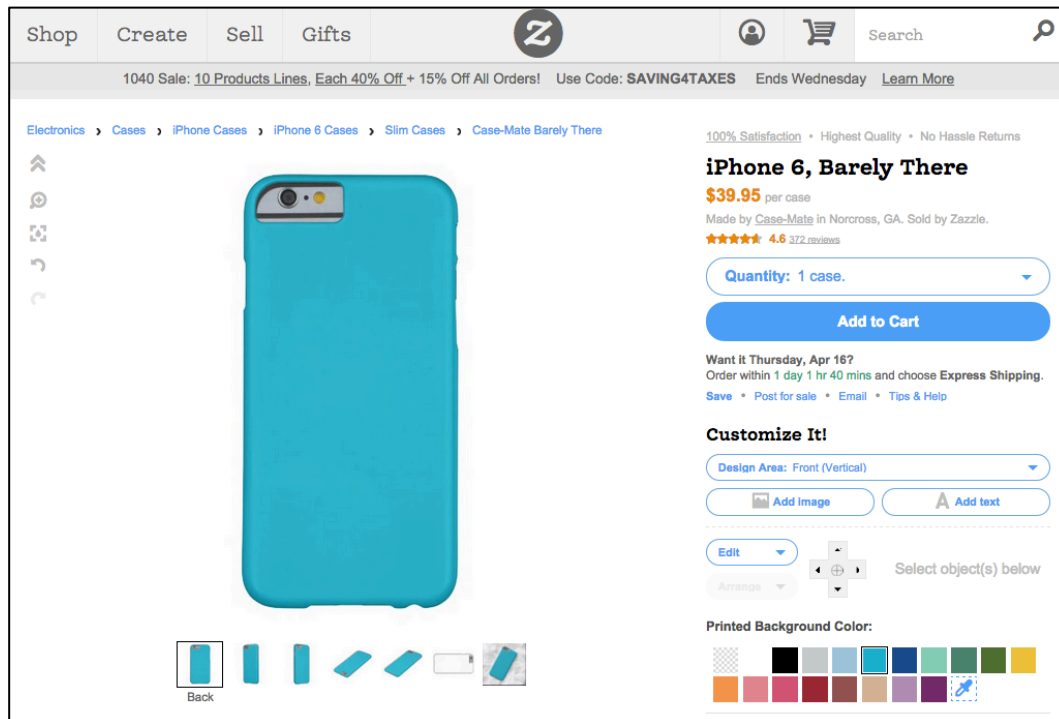 Shop Create Sell Gifts Z Search
1040 Sale: 10 Products Lines, Each 40% Off + 15% Off All Orders! Use Code: SAVING4TAXES Ends Wednesday Learn More
Electronics › Cases › iPhone Cases › iPhone 6 Cases › Slim Cases › Case-Mate Barely There
100% Satisfaction • Highest Quality • No Hassle Returns
iPhone 6, Barely There
$39.95 per case
Made by Case-Mate in Norcross, GA. Sold by Zazzle.
4.6 372 reviews
Quantity: 1 case.
Add to Cart
Want it Thursday, Apr 16?
Order within 1 day 1 hr 40 mins and choose Express Shipping.
Save • Post for sale • Email • Tips & Help
Customize It!
Design Area: Front (Vertical)
Add image A Add text
Edit
Select object(s) below
Arrange
Printed Background Color:
Back